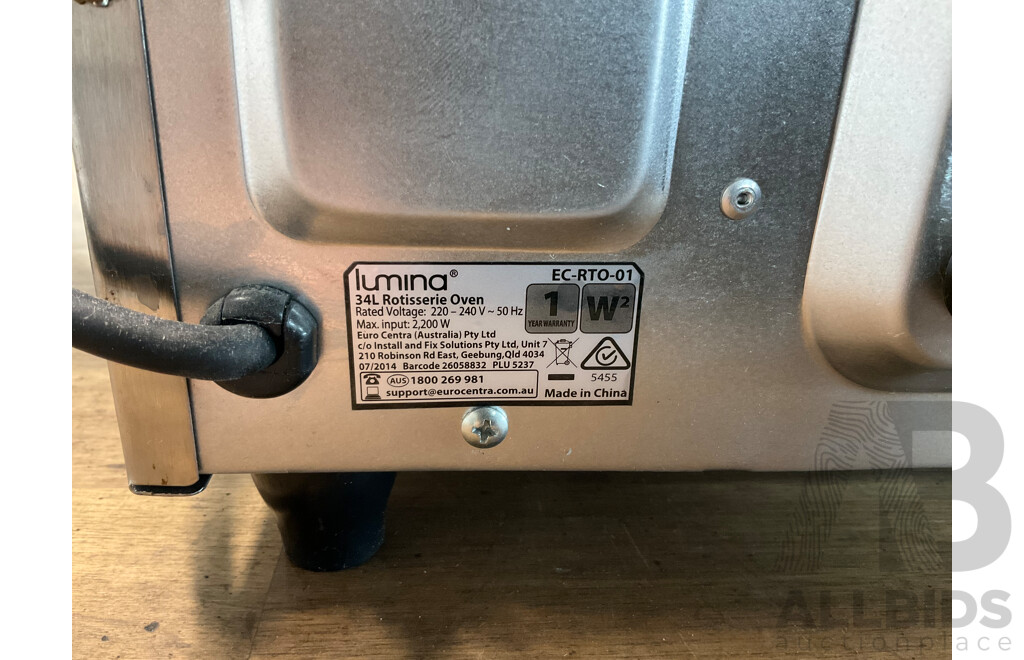 lumina® EC-RTO-01
34L Rotisserie Oven
Rated Voltage: 220 – 240 V ~ 50 Hz
Max. input: 2,200 W
1
YEAR WARRANTY
W²
Euro Centra (Australia) Pty Ltd
c/o Install and Fix Solutions Pty Ltd, Unit 7
210 Robinson Rd East, Geebung,Qld 4034
07/2014 Barcode 26058832 PLU 5237
AUS 1800 269 981
support@eurocentra.com.au
5455
Made in China
AB
ALLBIDS
auctionplace